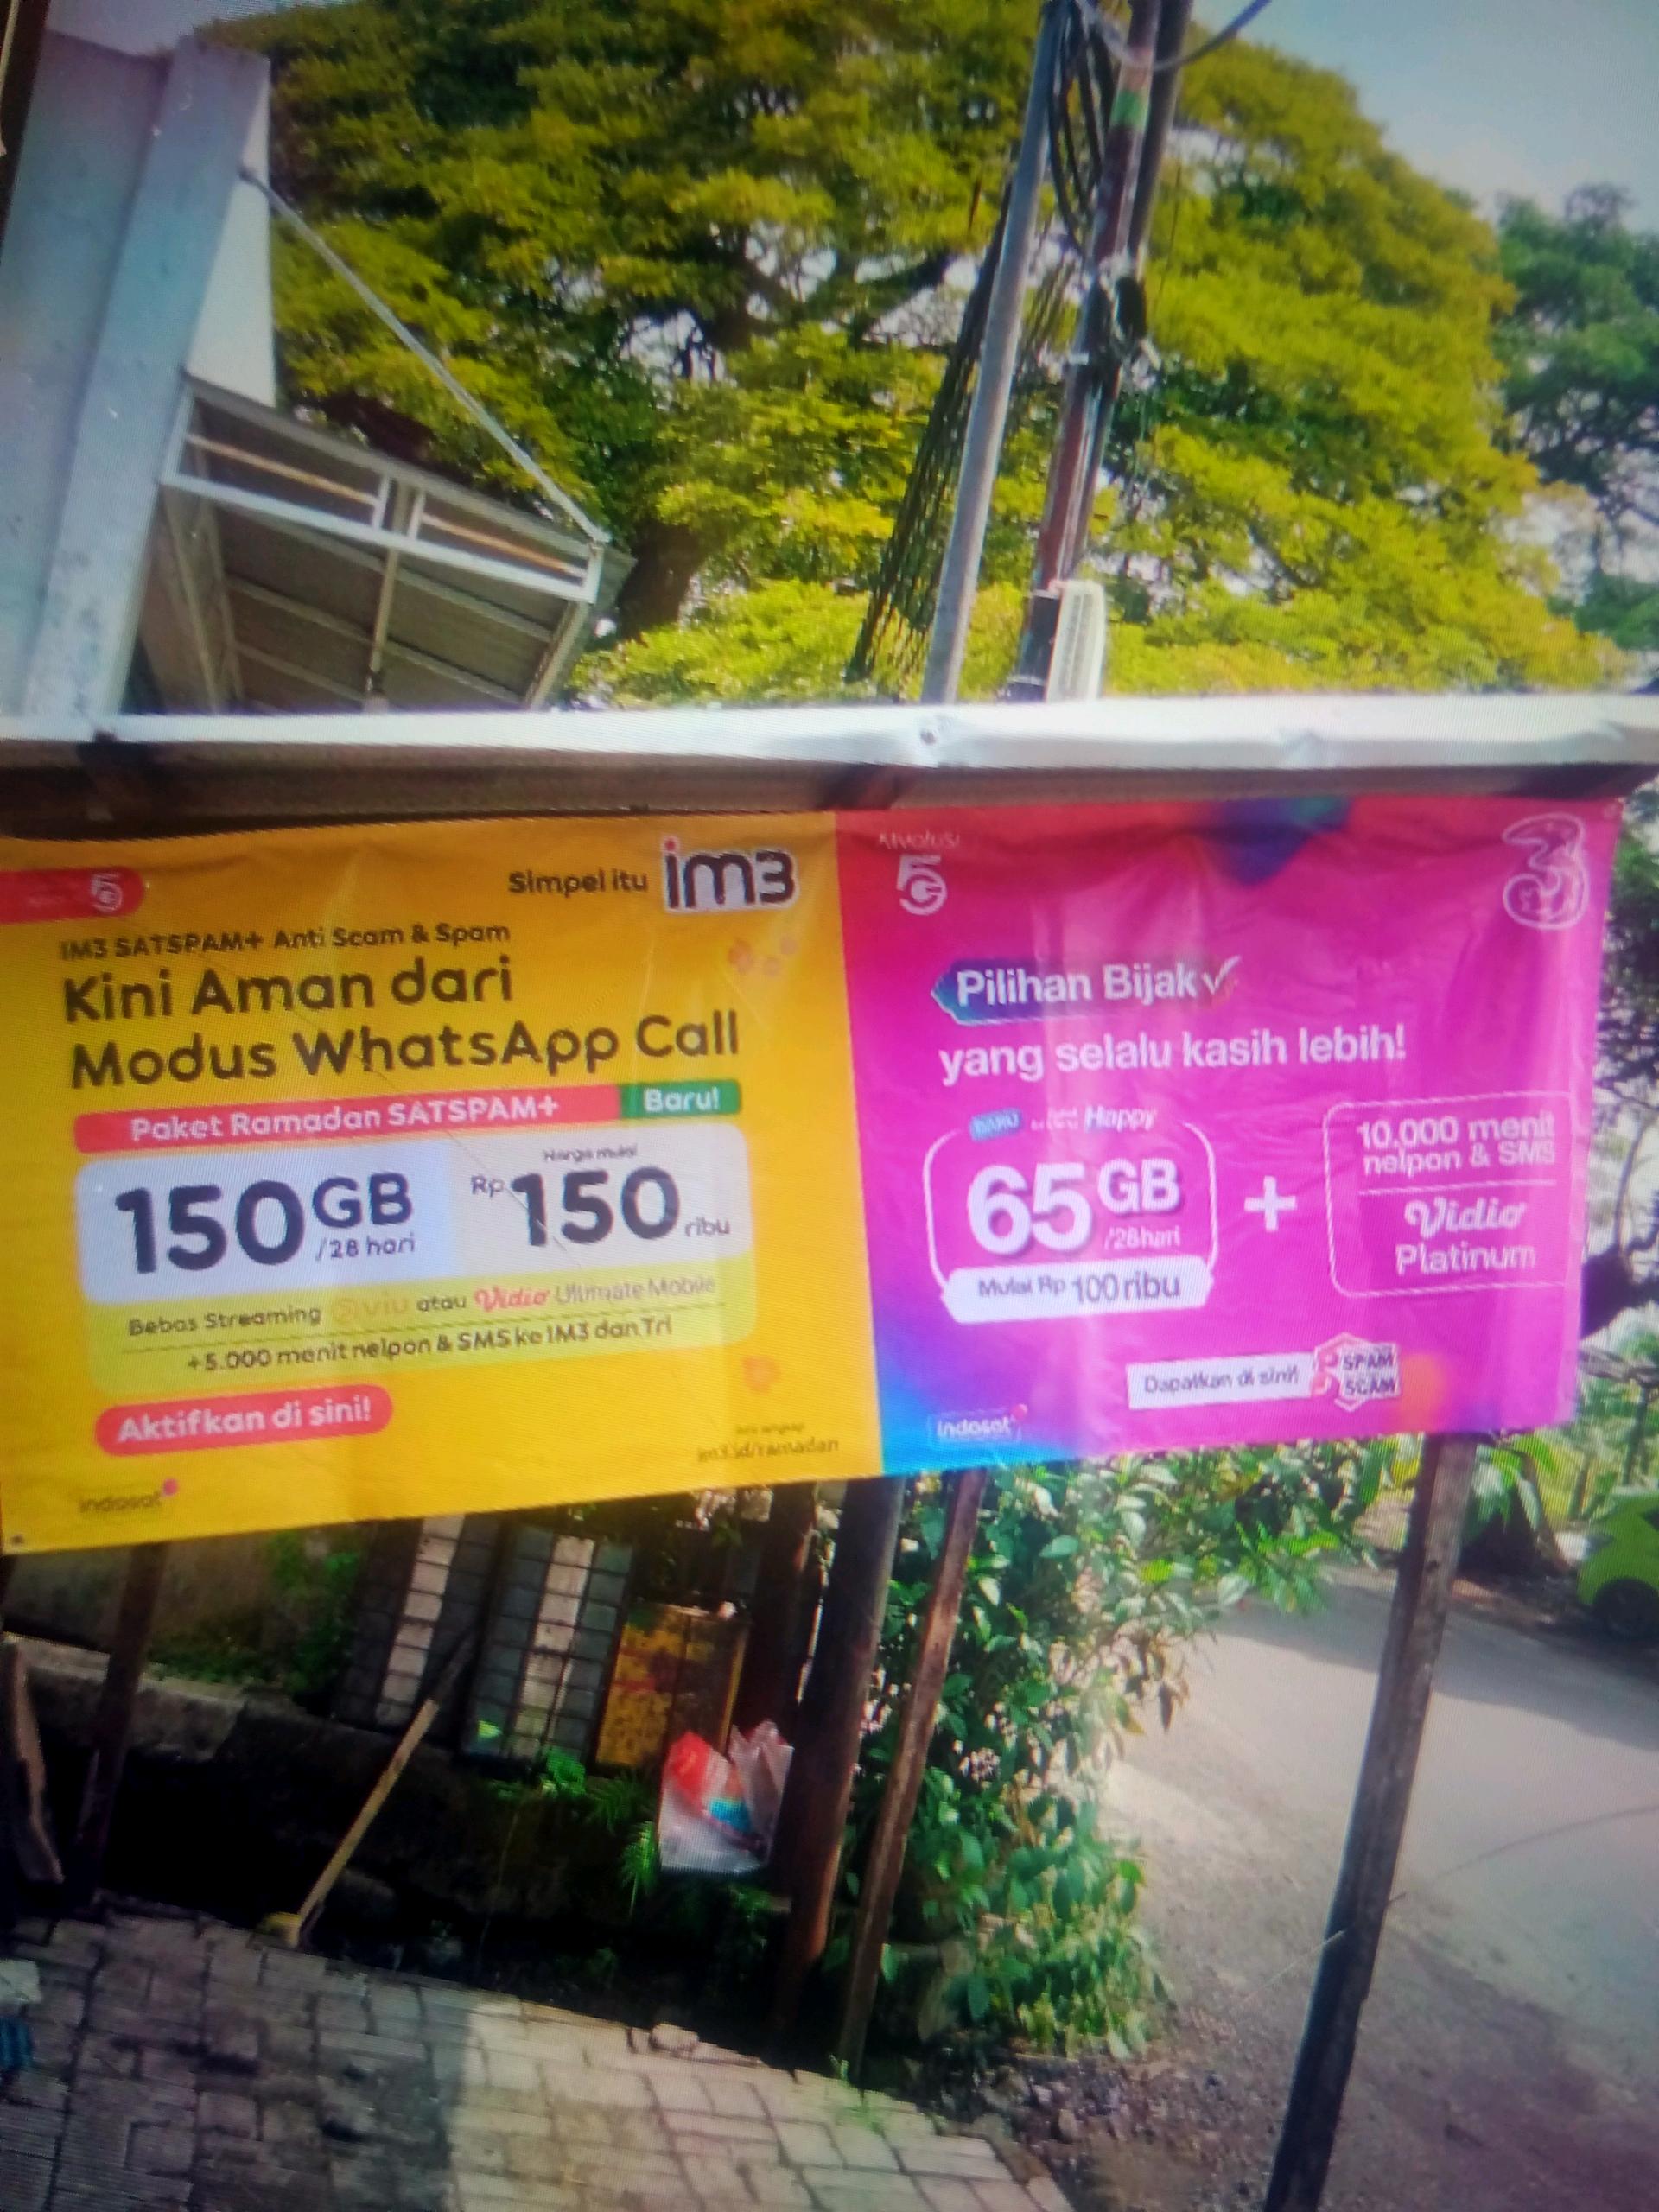 5G
Simpel itu im3
IM3 SATSPAM+ Anti Scam & Spam
Kini Aman dari
Modus WhatsApp Call
Paket Ramadan SATSPAM+ Baru!
150GB
/28 hari
Harga mulai
Rp 150 ribu
Bebas Streaming viu atau Vidio Ultimate Mobile
+5.000 menit nelpon & SMS ke IM3 dan Tri
Aktifkan di sini!
im3.id/ramadan
indosat
5G
3
Pilihan Bijak
yang selalu kasih lebih!
Happy
65GB
/28hari
Mulai Rp 100 ribu
+
10.000 menit
nelpon & SMS
Vidio
Platinum
Dapatkan di sini!
SPAM
SCAM
indosat